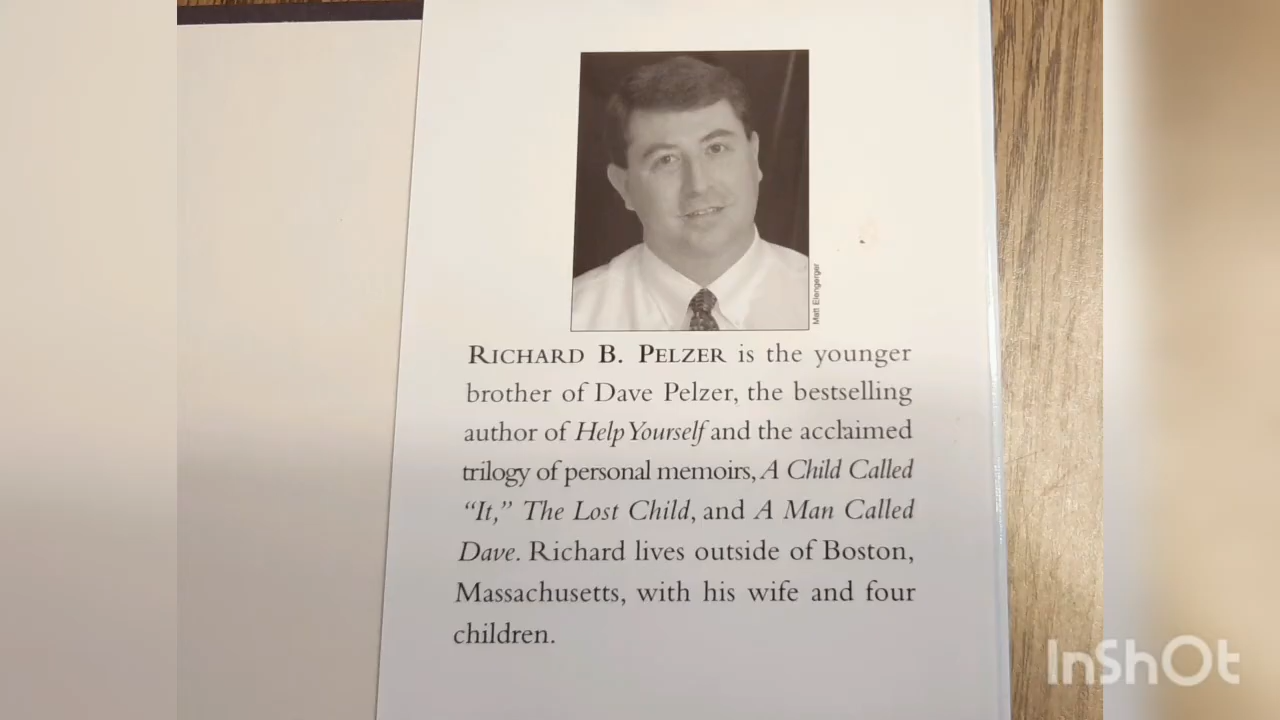 Matt Elengerger
RICHARD B. PELZER is the younger
brother of Dave Pelzer, the bestselling
author of Help Yourself and the acclaimed
trilogy of personal memoirs, A Child Called
“It,” The Lost Child, and A Man Called
Dave. Richard lives outside of Boston,
Massachusetts, with his wife and four
children.
InShOt